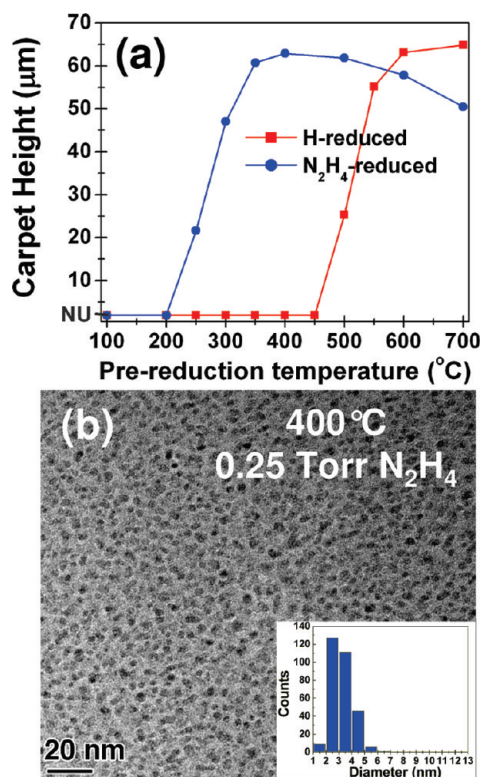 (a)
Carpet Height (μm)
70
60
50
40
30
20
10
NU
H-reduced
N₂H₄-reduced
100 200 300 400 500 600 700
Pre-reduction temperature (°C)
(b)
400 °C
0.25 Torr N₂H₄
20 nm
Counts
140
120
100
80
60
40
20
0
1 2 3 4 5 6 7 8 9 10 11 12 13
Diameter (nm)